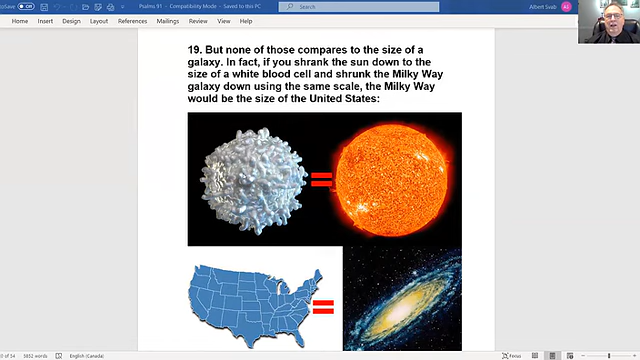 Psalms 91 - Compatibility Mode - Saved to this PC
Search
Albert Svab
Home Insert Design Layout References Mailings Review View Help
19. But none of those compares to the size of a
galaxy. In fact, if you shrank the sun down to the
size of a white blood cell and shrunk the Milky Way
galaxy down using the same scale, the Milky Way
would be the size of the United States:
3852 words
English (Canada)
Focus